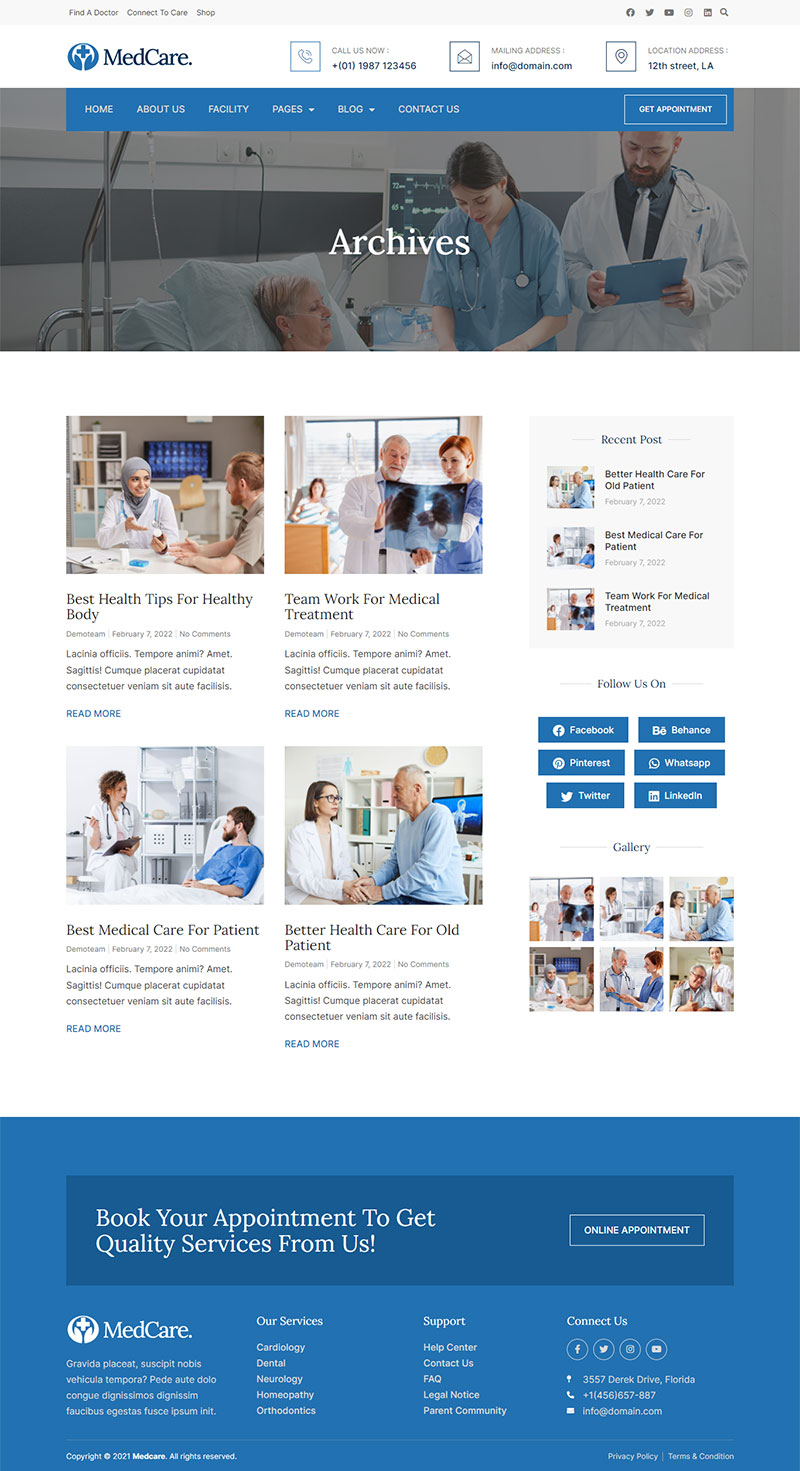 Find A Doctor Connect To Care Shop
MedCare.
CALL US NOW :
+(01) 1987 123456
MAILING ADDRESS :
info@domain.com
LOCATION ADDRESS :
12th street, LA
HOME ABOUT US FACILITY PAGES BLOG CONTACT US
GET APPOINTMENT
Archives
Best Health Tips For Healthy
Body
Demoteam | February 7, 2022 | No Comments
Lacinia officiis. Tempore animi? Amet.
Sagittis! Cumque placerat cupidatat
consectetuer veniam sit aute facilisis.
READ MORE
Team Work For Medical
Treatment
Demoteam | February 7, 2022 | No Comments
Lacinia officiis. Tempore animi? Amet.
Sagittis! Cumque placerat cupidatat
consectetuer veniam sit aute facilisis.
READ MORE
Best Medical Care For Patient
Demoteam | February 7, 2022 | No Comments
Lacinia officiis. Tempore animi? Amet.
Sagittis! Cumque placerat cupidatat
consectetuer veniam sit aute facilisis.
READ MORE
Better Health Care For Old
Patient
Demoteam | February 7, 2022 | No Comments
Lacinia officiis. Tempore animi? Amet.
Sagittis! Cumque placerat cupidatat
consectetuer veniam sit aute facilisis.
READ MORE
Recent Post
Better Health Care For
Old Patient
February 7, 2022
Best Medical Care For
Patient
February 7, 2022
Team Work For Medical
Treatment
February 7, 2022
Follow Us On
Facebook
Behance
Pinterest
Whatsapp
Twitter
LinkedIn
Gallery
Book Your Appointment To Get
Quality Services From Us!
ONLINE APPOINTMENT
MedCare.
Gravida placeat, suscipit nobis
vehicula tempora? Pede aute dolo
congue dignissimos dignissim
faucibus egestas fusce ipsum init.
Our Services
Cardiology
Dental
Neurology
Homeopathy
Orthodontics
Support
Help Center
Contact Us
FAQ
Legal Notice
Parent Community
Connect Us
3557 Derek Drive, Florida
+1(456)657-887
info@domain.com
Copyright © 2021 Medcare. All rights reserved.
Privacy Policy | Terms & Condition